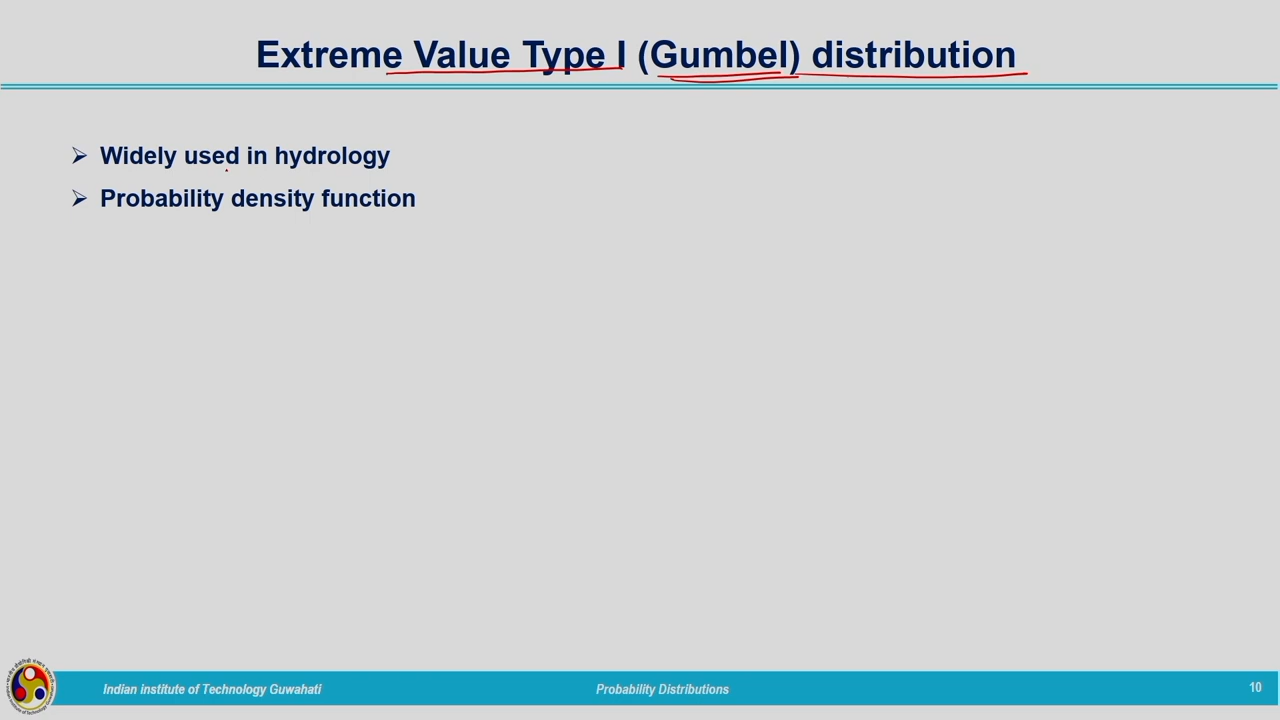 Extreme Value Type I (Gumbel) distribution
➢ Widely used in hydrology
➢ Probability density function
Indian institute of Technology Guwahati
Probability Distributions
10